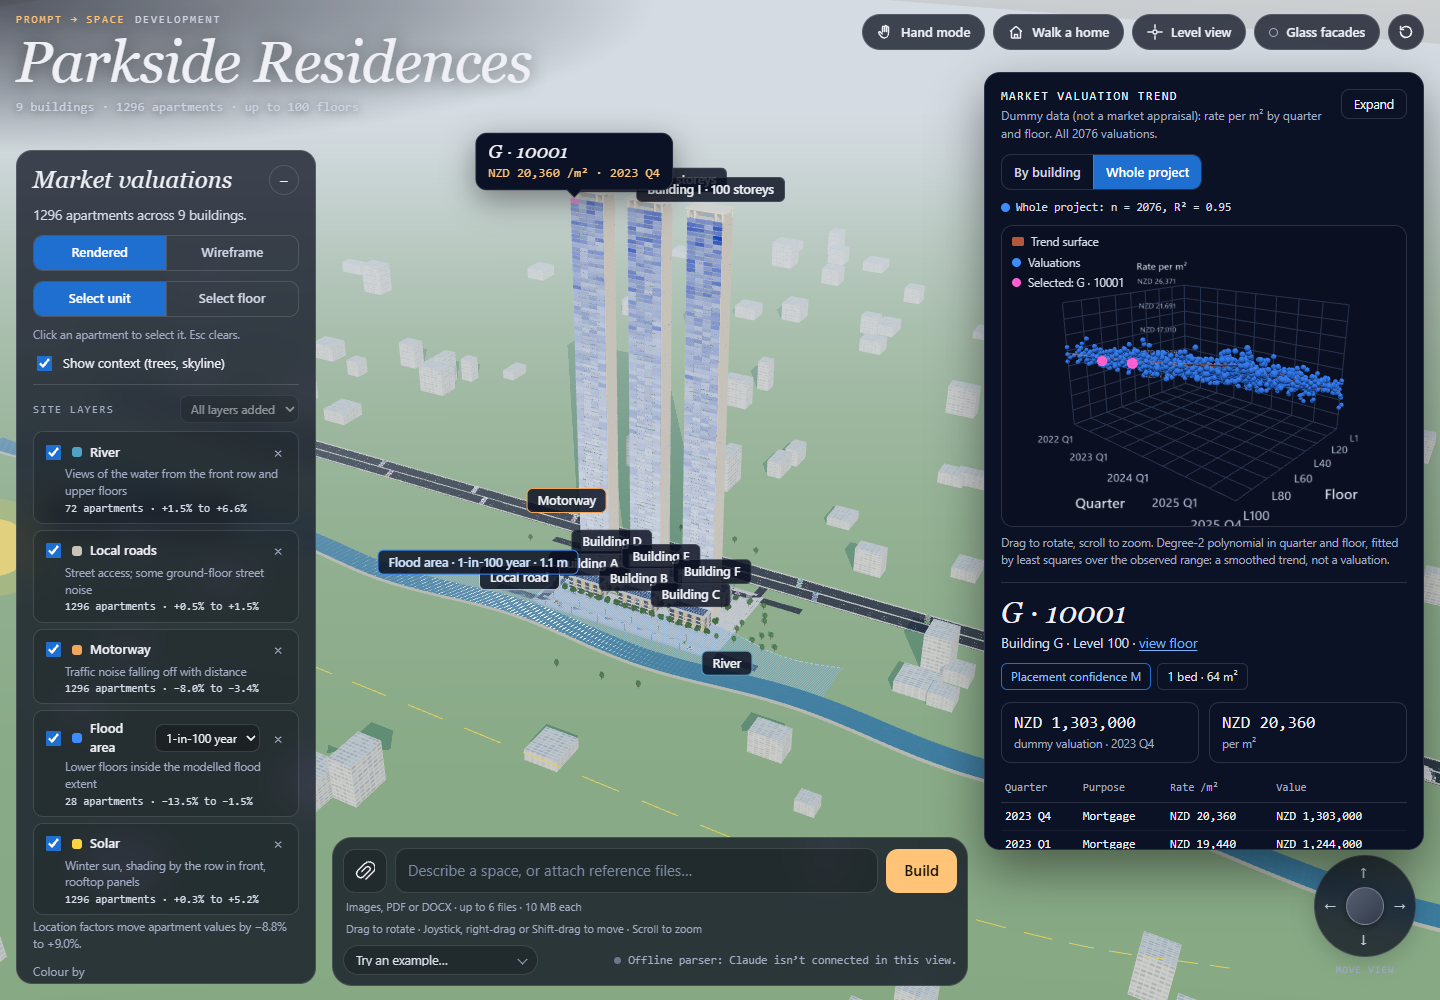 PROMPT → SPACE DEVELOPMENT
Parkside Residences
9 buildings · 1296 apartments · up to 100 floors
Hand mode
Walk a home
Level view
Glass facades
Market valuations
1296 apartments across 9 buildings.
Rendered
Wireframe
Select unit
Select floor
Click an apartment to select it. Esc clears.
Show context (trees, skyline)
SITE LAYERS
All layers added
River
Views of the water from the front row and
upper floors
72 apartments · +1.5% to +6.6%
Local roads
Street access; some ground-floor street
noise
1296 apartments · +0.5% to +1.5%
Motorway
Traffic noise falling off with distance
1296 apartments · −8.0% to −3.4%
Flood
area
1-in-100 year
Lower floors inside the modelled flood
extent
28 apartments · −13.5% to −1.5%
Solar
Winter sun, shading by the row in front,
rooftop panels
1296 apartments · +0.3% to +5.2%
Location factors move apartment values by −8.8%
to +9.0%.
Colour by
G · 10001
NZD 20,360 /m² · 2023 Q4
Building I · 100 storeys
Motorway
Building D
Flood area · 1-in-100 year · 1.1 m
Building E
Building F
Local road
Building B
Building C
River
Describe a space, or attach reference files...
Build
Images, PDF or DOCX · up to 6 files · 10 MB each
Drag to rotate · Joystick, right-drag or Shift-drag to move · Scroll to zoom
Try an example...
Offline parser: Claude isn't connected in this view.
MARKET VALUATION TREND
Expand
Dummy data (not a market appraisal): rate per m² by quarter
and floor. All 2076 valuations.
By building
Whole project
Whole project: n = 2076, R² = 0.95
Trend surface
Valuations
Selected: G · 10001
Rate per m²
NZD 26,371
NZD 21,691
NZD 17,010
2022 Q1
2023 Q1
2024 Q1
2025 Q1
2025 Q4
Quarter
L1
L20
L40
L60
L80
L100
Floor
Drag to rotate, scroll to zoom. Degree-2 polynomial in quarter and floor, fitted
by least squares over the observed range: a smoothed trend, not a valuation.
G · 10001
Building G · Level 100 · view floor
Placement confidence M
1 bed · 64 m²
NZD 1,303,000
dummy valuation · 2023 Q4
NZD 20,360
per m²
Quarter Purpose Rate /m² Value
2023 Q4 Mortgage NZD 20,360 NZD 1,303,000
2023 Q1 Mortgage NZD 19,440 NZD 1,244,000
MOVE VIEW